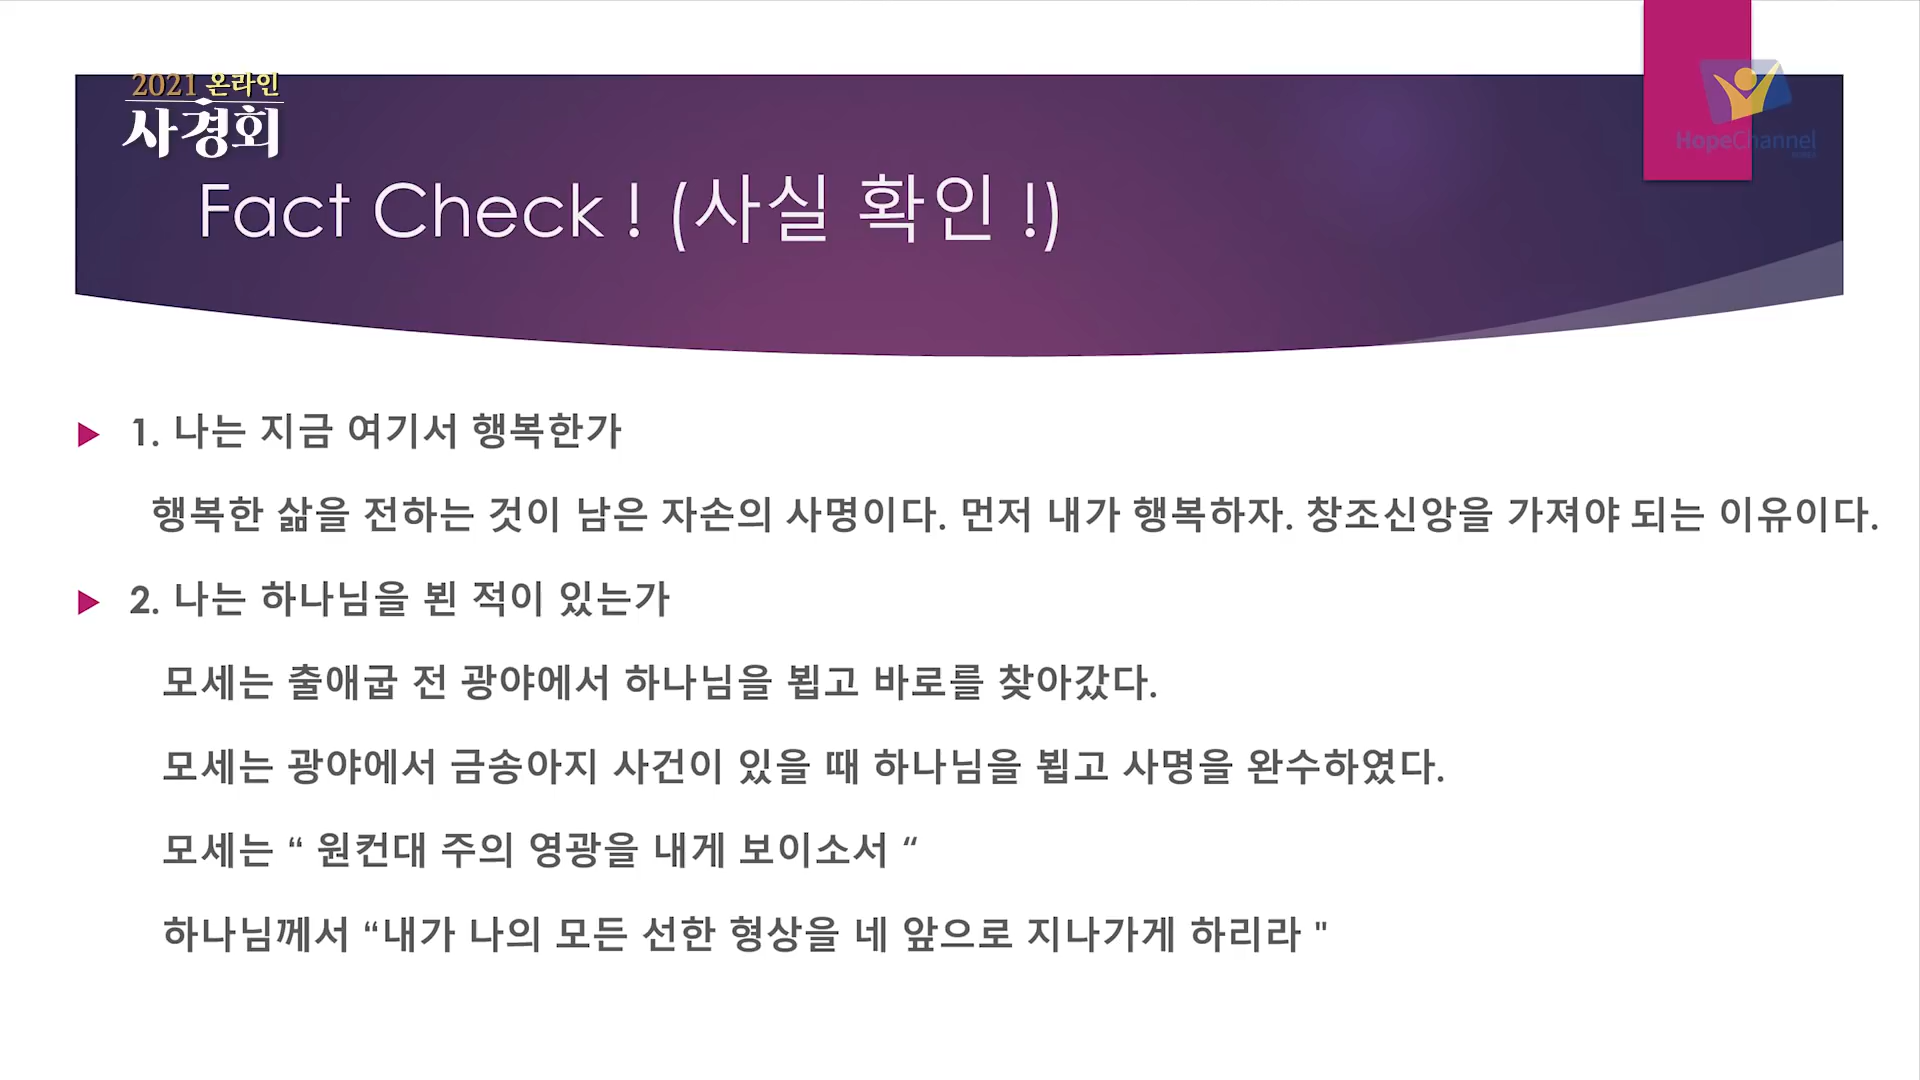 2021 온라인
사경회
HopeChannel
Fact Check ! (사실 확인 !)
1. 나는 지금 여기서 행복한가
행복한 삶을 전하는 것이 남은 자손의 사명이다. 먼저 내가 행복하자. 창조신앙을 가져야 되는 이유이다.
2. 나는 하나님을 뵌 적이 있는가
모세는 출애굽 전 광야에서 하나님을 뵙고 바로를 찾아갔다.
모세는 광야에서 금송아지 사건이 있을 때 하나님을 뵙고 사명을 완수하였다.
모세는 “ 원컨대 주의 영광을 내게 보이소서 “
하나님께서 “내가 나의 모든 선한 형상을 네 앞으로 지나가게 하리라 "